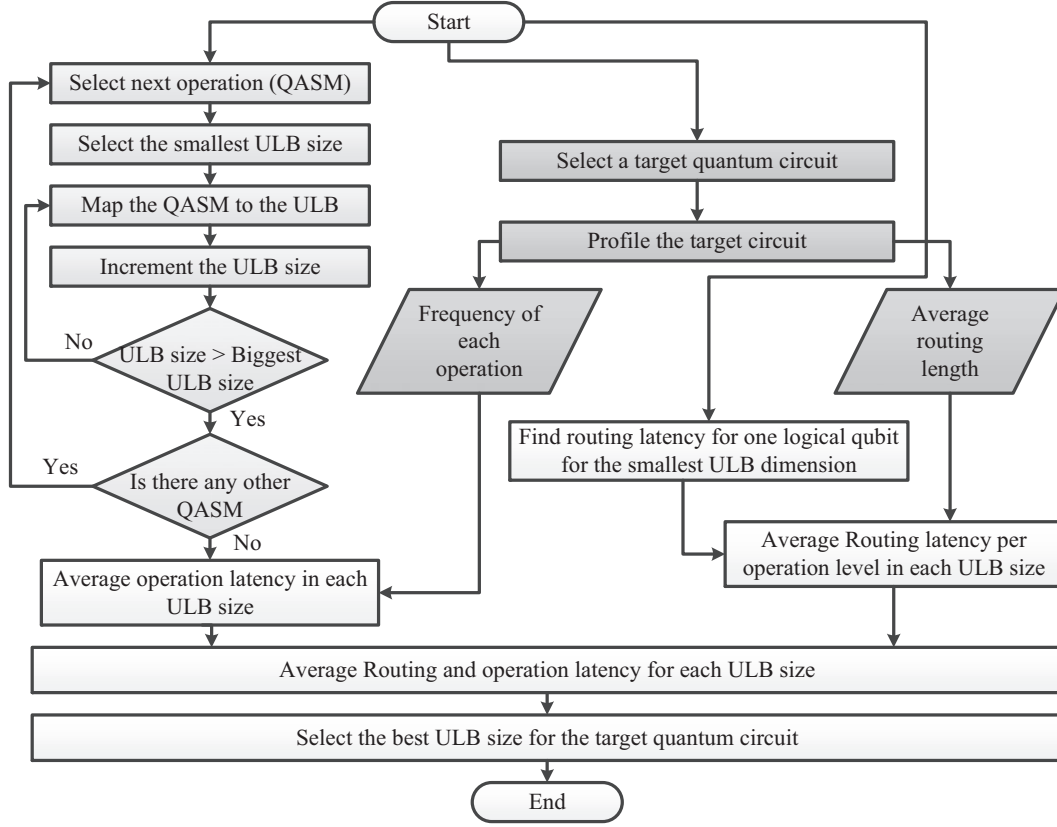 Start
Select next operation (QASM)
Select the smallest ULB size
Map the QASM to the ULB
Increment the ULB size
No
ULB size > Biggest
ULB size
Yes
Yes
Is there any other
QASM
No
Average operation latency in each
ULB size
Select a target quantum circuit
Profile the target circuit
Frequency of
each
operation
Average
routing
length
Find routing latency for one logical qubit
for the smallest ULB dimension
Average Routing latency per
operation level in each ULB size
Average Routing and operation latency for each ULB size
Select the best ULB size for the target quantum circuit
End